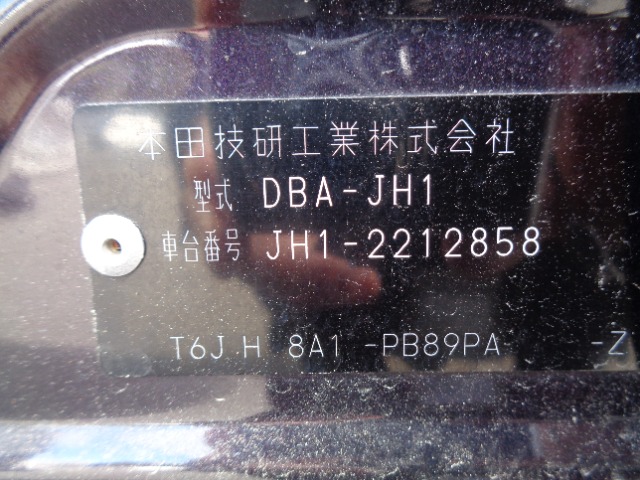 本田技研工業株式会社
型式 DBA-JH1
車台番号 JH1-2212858
T6J H 8A1 -PB89PA -Z